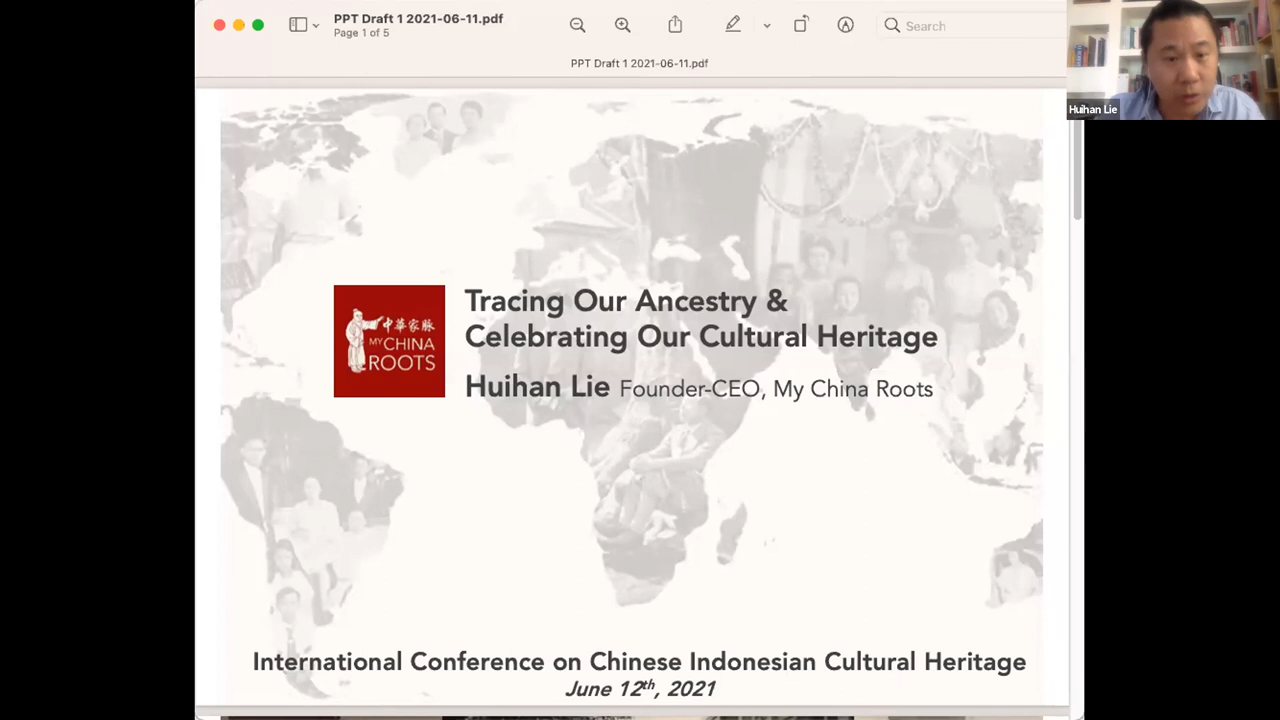 PPT Draft 1 2021-06-11.pdf
Page 1 of 5
Search
PPT Draft 1 2021-06-11.pdf
Huihan Lie
中華家脉
MY CHINA
ROOTS
Tracing Our Ancestry &
Celebrating Our Cultural Heritage
Huihan Lie Founder-CEO, My China Roots
International Conference on Chinese Indonesian Cultural Heritage
June 12th, 2021